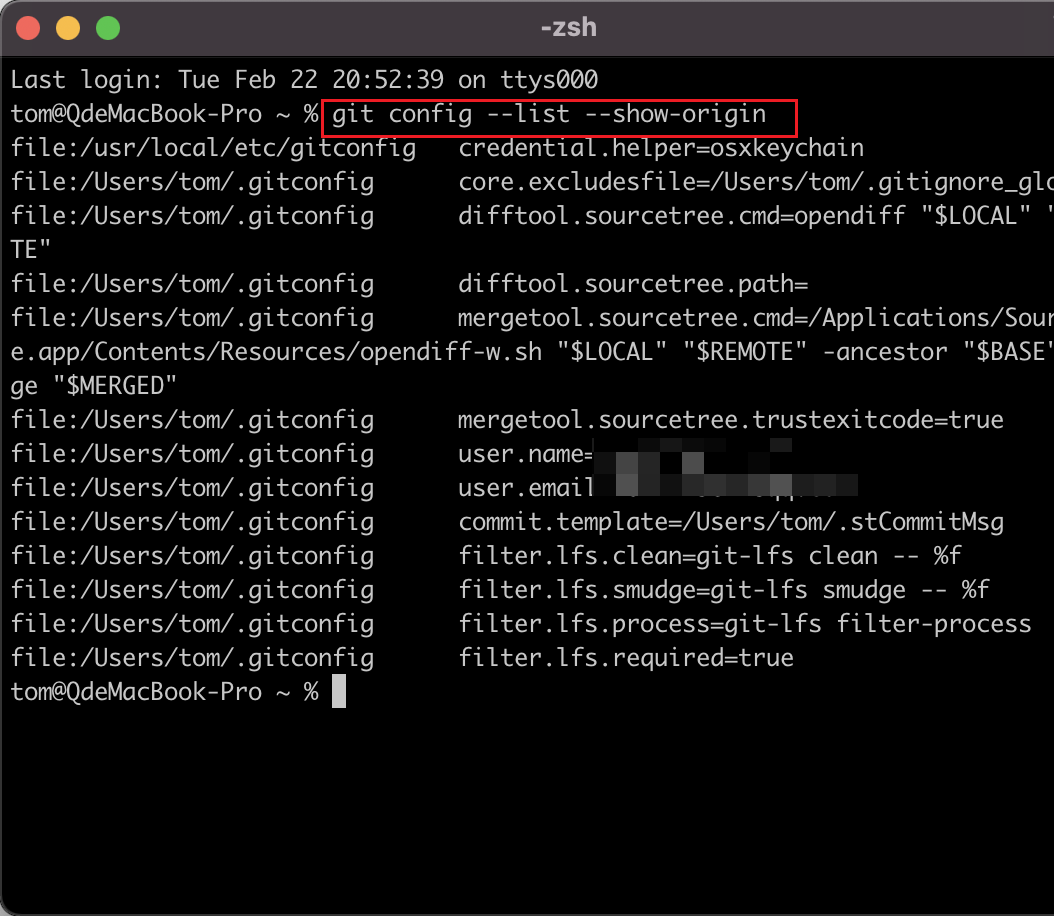 -zsh
Last login: Tue Feb 22 20:52:39 on ttys000
tom@QdeMacBook-Pro ~ % git config --list --show-origin
file:/usr/local/etc/gitconfig   credential.helper=osxkeychain
file:/Users/tom/.gitconfig      core.excludesfile=/Users/tom/.gitignore_glo
file:/Users/tom/.gitconfig      difftool.sourcetree.cmd=opendiff "$LOCAL" "
TE"
file:/Users/tom/.gitconfig      difftool.sourcetree.path=
file:/Users/tom/.gitconfig      mergetool.sourcetree.cmd=/Applications/Sour
e.app/Contents/Resources/opendiff-w.sh "$LOCAL" "$REMOTE" -ancestor "$BASE"
ge "$MERGED"
file:/Users/tom/.gitconfig      mergetool.sourcetree.trustexitcode=true
file:/Users/tom/.gitconfig      user.name=
file:/Users/tom/.gitconfig      user.email
file:/Users/tom/.gitconfig      commit.template=/Users/tom/.stCommitMsg
file:/Users/tom/.gitconfig      filter.lfs.clean=git-lfs clean -- %f
file:/Users/tom/.gitconfig      filter.lfs.smudge=git-lfs smudge -- %f
file:/Users/tom/.gitconfig      filter.lfs.process=git-lfs filter-process
file:/Users/tom/.gitconfig      filter.lfs.required=true
tom@QdeMacBook-Pro ~ %